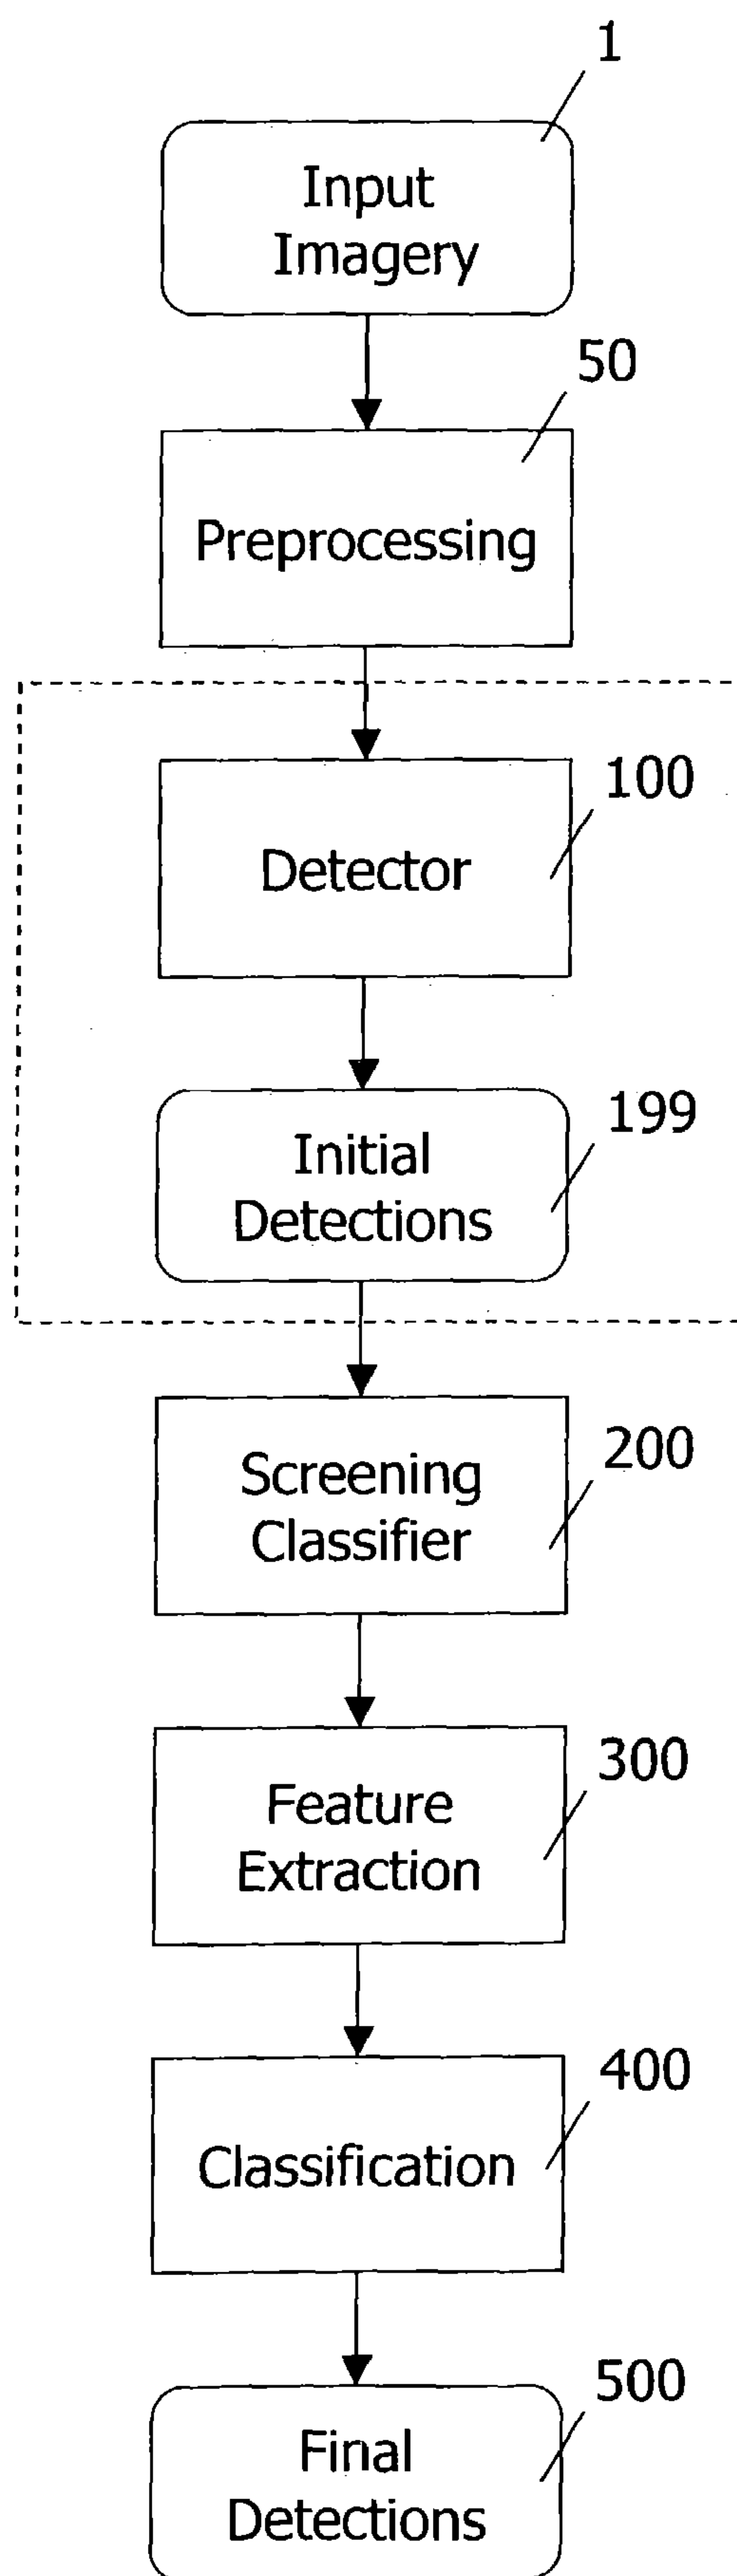 1
Input
Imagery
50
Preprocessing
100
Detector
199
Initial
Detections
200
Screening
Classifier
300
Feature
Extraction
400
Classification
500
Final
Detections